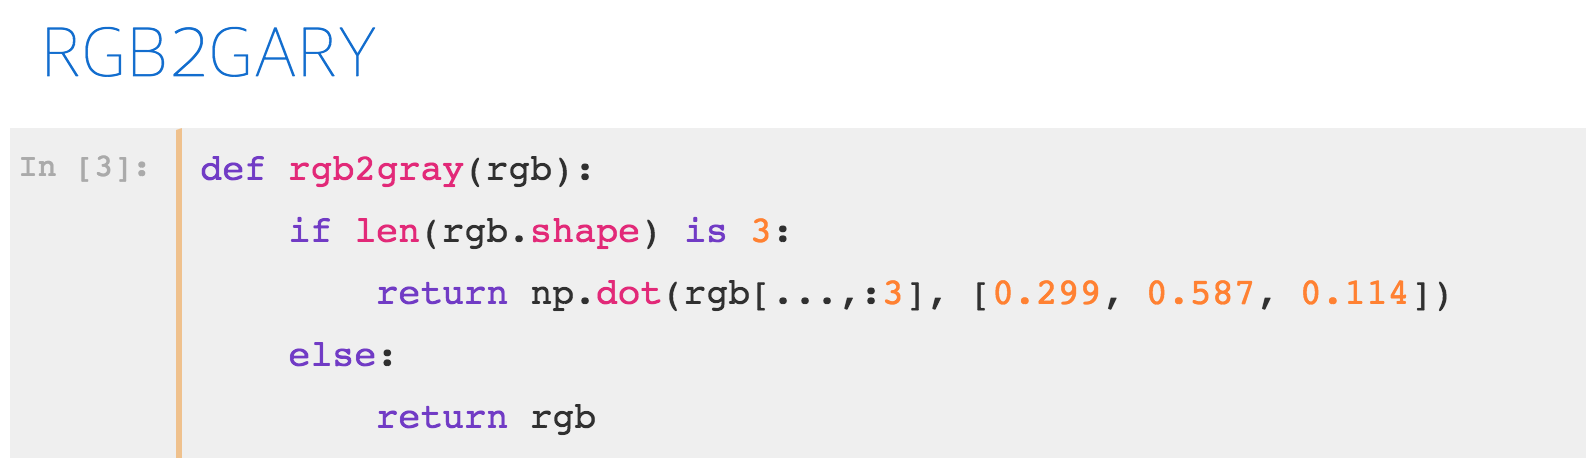 RGB2GARY
In [3]:
def rgb2gray(rgb):
    if len(rgb.shape) is 3:
        return np.dot(rgb[...,:3], [0.299, 0.587, 0.114])
    else:
        return rgb